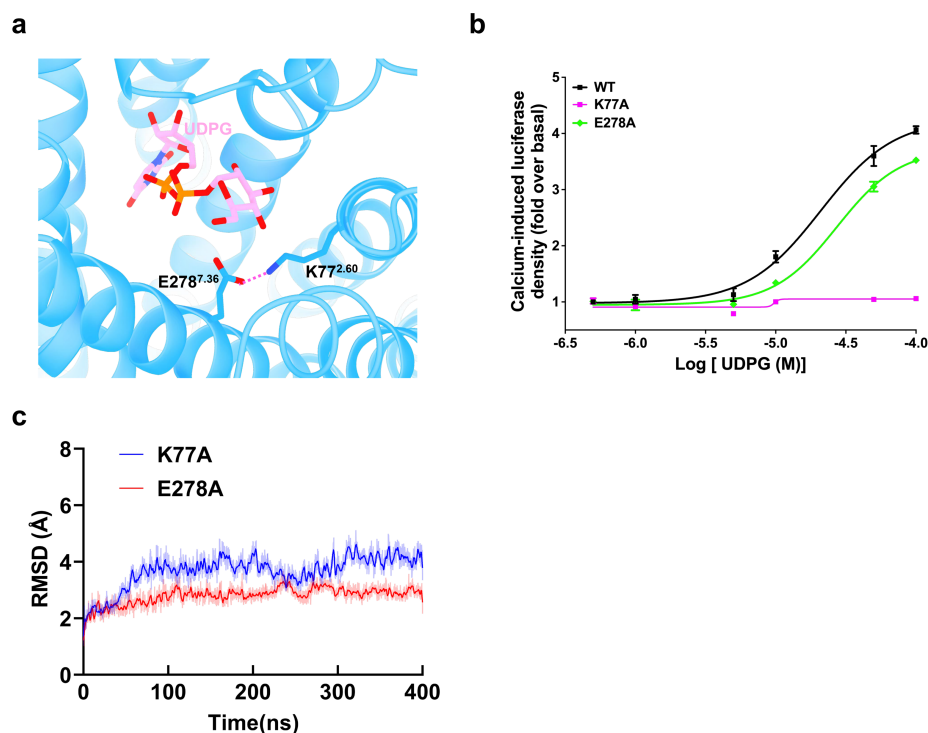 a
UDPG
E278^7.36
K77^2.60
b
Calcium-induced luciferase
density (fold over basal)
5
4
3
2
1
WT
K77A
E278A
-6.5 -6.0 -5.5 -5.0 -4.5 -4.0
Log [ UDPG (M)]
c
RMSD (Å)
8
6
4
2
0
K77A
E278A
0 100 200 300 400
Time(ns)